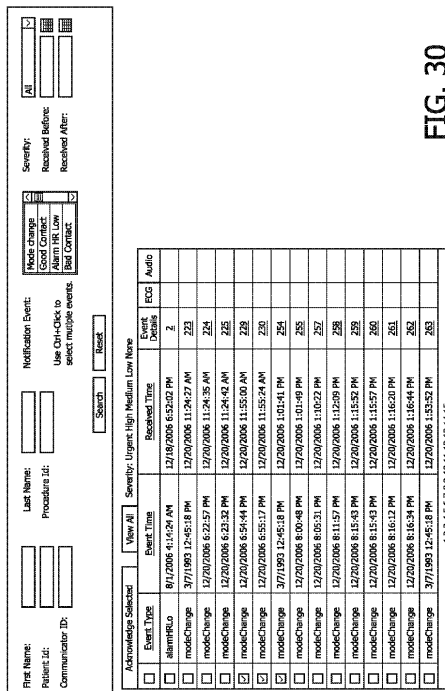 First Name: Last Name: Notification Event: Mode change Severity: All
Patient Id: Procedure Id: Good Contact Received Before:
Use Ctrl-Click to Alarm HR Low
Communicator ID: select multiple events. Bad Contact Received After:
Search Reset
Acknowledge Selected View All Severity: Urgent High Medium Low None
Event Type Event Time Received Time Event Details ECG Audio
alarmHRLo 8/1/2006 4:14:24 AM 12/18/2006 6:52:02 PM 2
modeChange 3/7/1993 12:45:18 PM 12/20/2006 11:24:27 AM 223
modeChange 12/20/2006 6:22:57 PM 12/20/2006 11:24:35 AM 224
modeChange 12/20/2006 6:23:32 PM 12/20/2006 11:24:42 AM 225
modeChange 12/20/2006 6:54:44 PM 12/20/2006 11:55:00 AM 229
modeChange 12/20/2006 6:55:17 PM 12/20/2006 11:55:24 AM 230
modeChange 3/7/1993 12:45:18 PM 12/20/2006 1:01:41 PM 254
modeChange 12/20/2006 8:00:48 PM 12/20/2006 1:01:49 PM 255
modeChange 12/20/2006 8:05:31 PM 12/20/2006 1:10:22 PM 257
modeChange 12/20/2006 8:11:57 PM 12/20/2006 1:12:09 PM 258
modeChange 12/20/2006 8:15:43 PM 12/20/2006 1:15:52 PM 259
modeChange 12/20/2006 8:15:43 PM 12/20/2006 1:15:57 PM 260
modeChange 12/20/2006 8:16:12 PM 12/20/2006 1:16:20 PM 261
modeChange 12/20/2006 8:16:34 PM 12/20/2006 1:16:44 PM 262
modeChange 3/7/1993 12:45:18 PM 12/20/2006 1:53:52 PM 263
FIG. 30